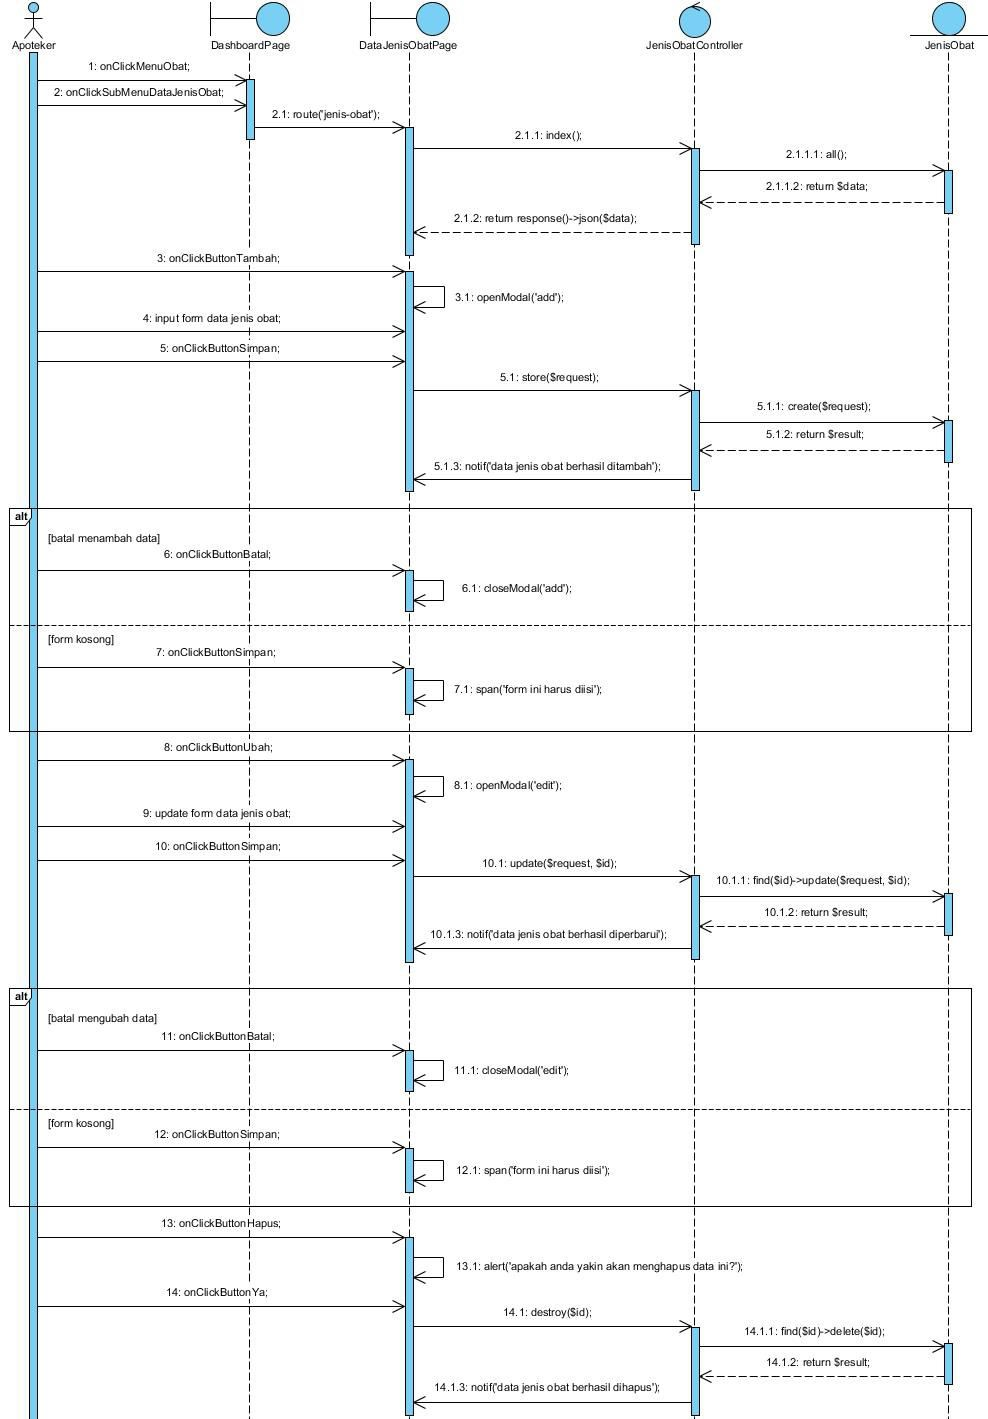 Apoteker
DashboardPage
DataJenisObatPage
JenisObatController
JenisObat
1: onClickMenuObat;
2: onClickSubMenuDataJenisObat;
2.1: route('jenis-obat');
2.1.1: index();
2.1.1.1: all();
2.1.1.2: return $data;
2.1.2: return response()->json($data);
3: onClickButtonTambah;
3.1: openModal('add');
4: input form data jenis obat;
5: onClickButtonSimpan;
5.1: store($request);
5.1.1: create($request);
5.1.2: return $result;
5.1.3: notif('data jenis obat berhasil ditambah');
alt
[batal menambah data]
6: onClickButtonBatal;
6.1: closeModal('add');
[form kosong]
7: onClickButtonSimpan;
7.1: span('form ini harus diisi');
8: onClickButtonUbah;
8.1: openModal('edit');
9: update form data jenis obat;
10: onClickButtonSimpan;
10.1: update($request, $id);
10.1.1: find($id)->update($request, $id);
10.1.2: return $result;
10.1.3: notif('data jenis obat berhasil diperbarui');
alt
[batal mengubah data]
11: onClickButtonBatal;
11.1: closeModal('edit');
[form kosong]
12: onClickButtonSimpan;
12.1: span('form ini harus diisi');
13: onClickButtonHapus;
13.1: alert('apakah anda yakin akan menghapus data ini?');
14: onClickButtonYa;
14.1: destroy($id);
14.1.1: find($id)->delete($id);
14.1.2: return $result;
14.1.3: notif('data jenis obat berhasil dihapus');